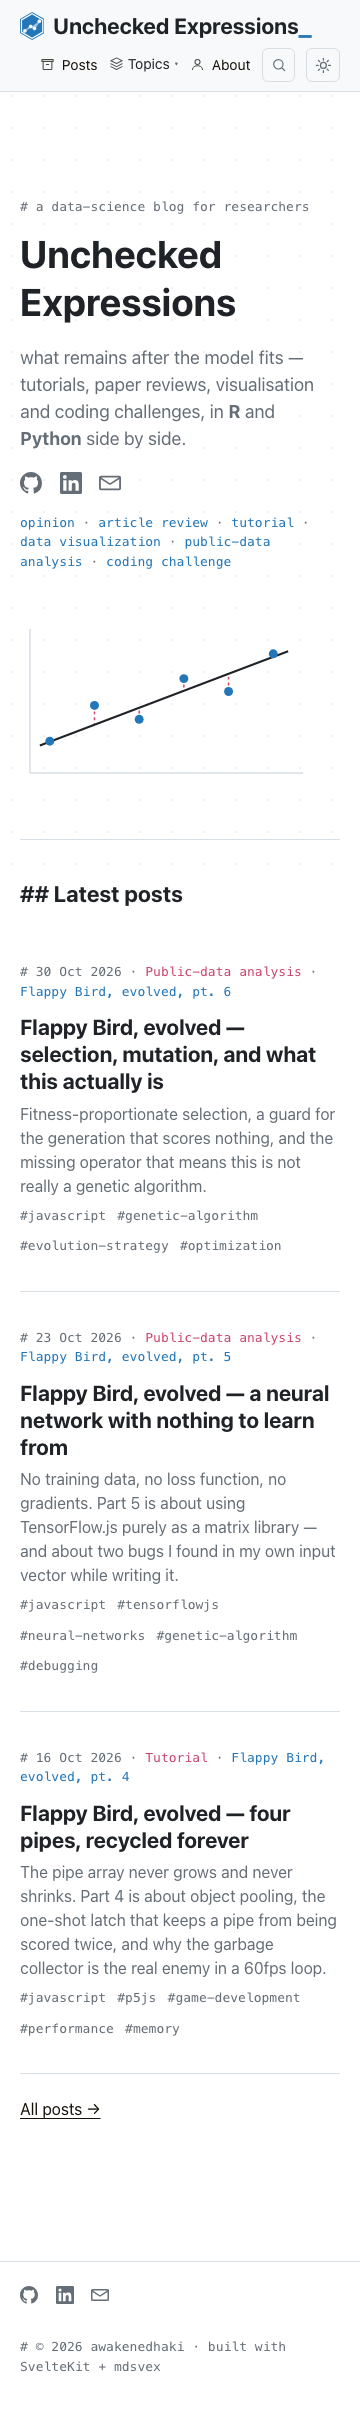 Unchecked Expressions_
Posts Topics About
# a data-science blog for researchers
Unchecked
Expressions
what remains after the model fits —
tutorials, paper reviews, visualisation
and coding challenges, in R and
Python side by side.
opinion · article review · tutorial ·
data visualization · public-data
analysis · coding challenge
## Latest posts
# 30 Oct 2026 · Public-data analysis ·
Flappy Bird, evolved, pt. 6
Flappy Bird, evolved —
selection, mutation, and what
this actually is
Fitness-proportionate selection, a guard for
the generation that scores nothing, and the
missing operator that means this is not
really a genetic algorithm.
#javascript #genetic-algorithm
#evolution-strategy #optimization
# 23 Oct 2026 · Public-data analysis ·
Flappy Bird, evolved, pt. 5
Flappy Bird, evolved — a neural
network with nothing to learn
from
No training data, no loss function, no
gradients. Part 5 is about using
TensorFlow.js purely as a matrix library —
and about two bugs I found in my own input
vector while writing it.
#javascript #tensorflowjs
#neural-networks #genetic-algorithm
#debugging
# 16 Oct 2026 · Tutorial · Flappy Bird,
evolved, pt. 4
Flappy Bird, evolved — four
pipes, recycled forever
The pipe array never grows and never
shrinks. Part 4 is about object pooling, the
one-shot latch that keeps a pipe from being
scored twice, and why the garbage
collector is the real enemy in a 60fps loop.
#javascript #p5js #game-development
#performance #memory
All posts →
# © 2026 awakenedhaki · built with
SvelteKit + mdsvex